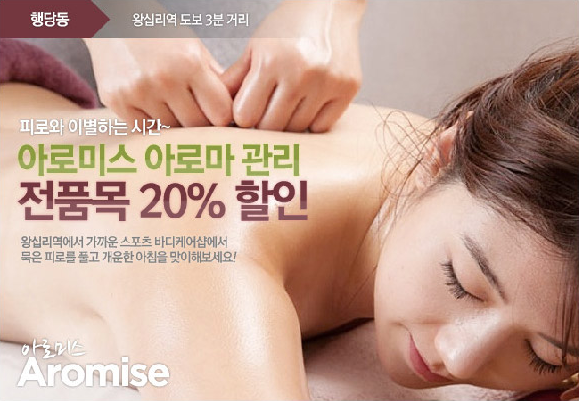 행당동
왕십리역 도보 3분 거리
피로와 이별하는 시간~
아로미스 아로마 관리
전품목 20% 할인
왕십리역에서 가까운 스포츠 바디케어샵에서
묵은 피로를 풀고 개운한 아침을 맞이해보세요!
아로미스
Aromise